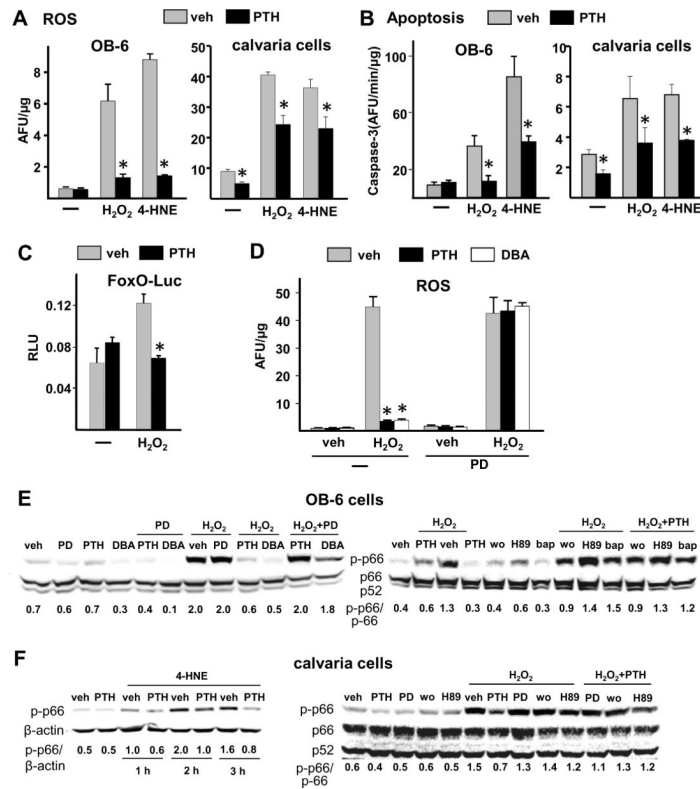 A ROS
veh PTH
OB-6
calvaria cells
AFU/µg
8
6
4
2
50
40
30
20
10
— H₂O₂ 4-HNE
— H₂O₂ 4-HNE
* * * * *
B Apoptosis
veh PTH
OB-6
calvaria cells
Caspase-3(AFU/min/µg)
100
60
20
8
6
4
2
— H₂O₂ 4-HNE
— H₂O₂ 4-HNE
* * * * *
C
veh PTH
FoxO-Luc
RLU
0.12
0.08
0.04
*
— H₂O₂
D
veh PTH DBA
ROS
AFU/µg
50
40
30
20
10
* *
veh H₂O₂ veh H₂O₂
— PD
E OB-6 cells
PD H₂O₂ H₂O₂ H₂O₂+PD
veh PD PTH DBA PTH DBA veh PD PTH DBA PTH DBA
0.7 0.6 0.7 0.3 0.4 0.1 2.0 2.0 0.6 0.5 2.0 1.8
H₂O₂ H₂O₂ H₂O₂+PTH
veh PTH veh PTH wo H89 bap wo H89 bap wo H89 bap
p-p66
p66
p52
p-p66/
p-66
0.4 0.6 1.3 0.3 0.4 0.6 0.3 0.9 1.4 1.5 0.9 1.3 1.2
F calvaria cells
4-HNE
veh PTH veh PTH veh PTH veh PTH
p-p66
β-actin
p-p66/
β-actin
0.5 0.5 1.0 0.6 2.0 1.0 1.6 0.8
1 h 2 h 3 h
H₂O₂ H₂O₂+PTH
veh PTH PD wo H89 veh PTH PD wo H89 PD wo H89
p-p66
p66
p52
p-p66/
p-66
0.6 0.4 0.5 0.6 0.5 1.5 0.7 1.3 1.4 1.2 1.1 1.3 1.2